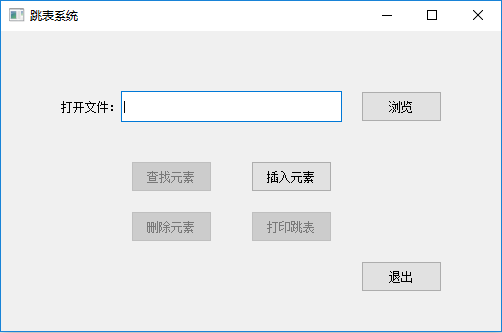 跳表系统
打开文件： 浏览
查找元素 插入元素
删除元素 打印跳表
退出